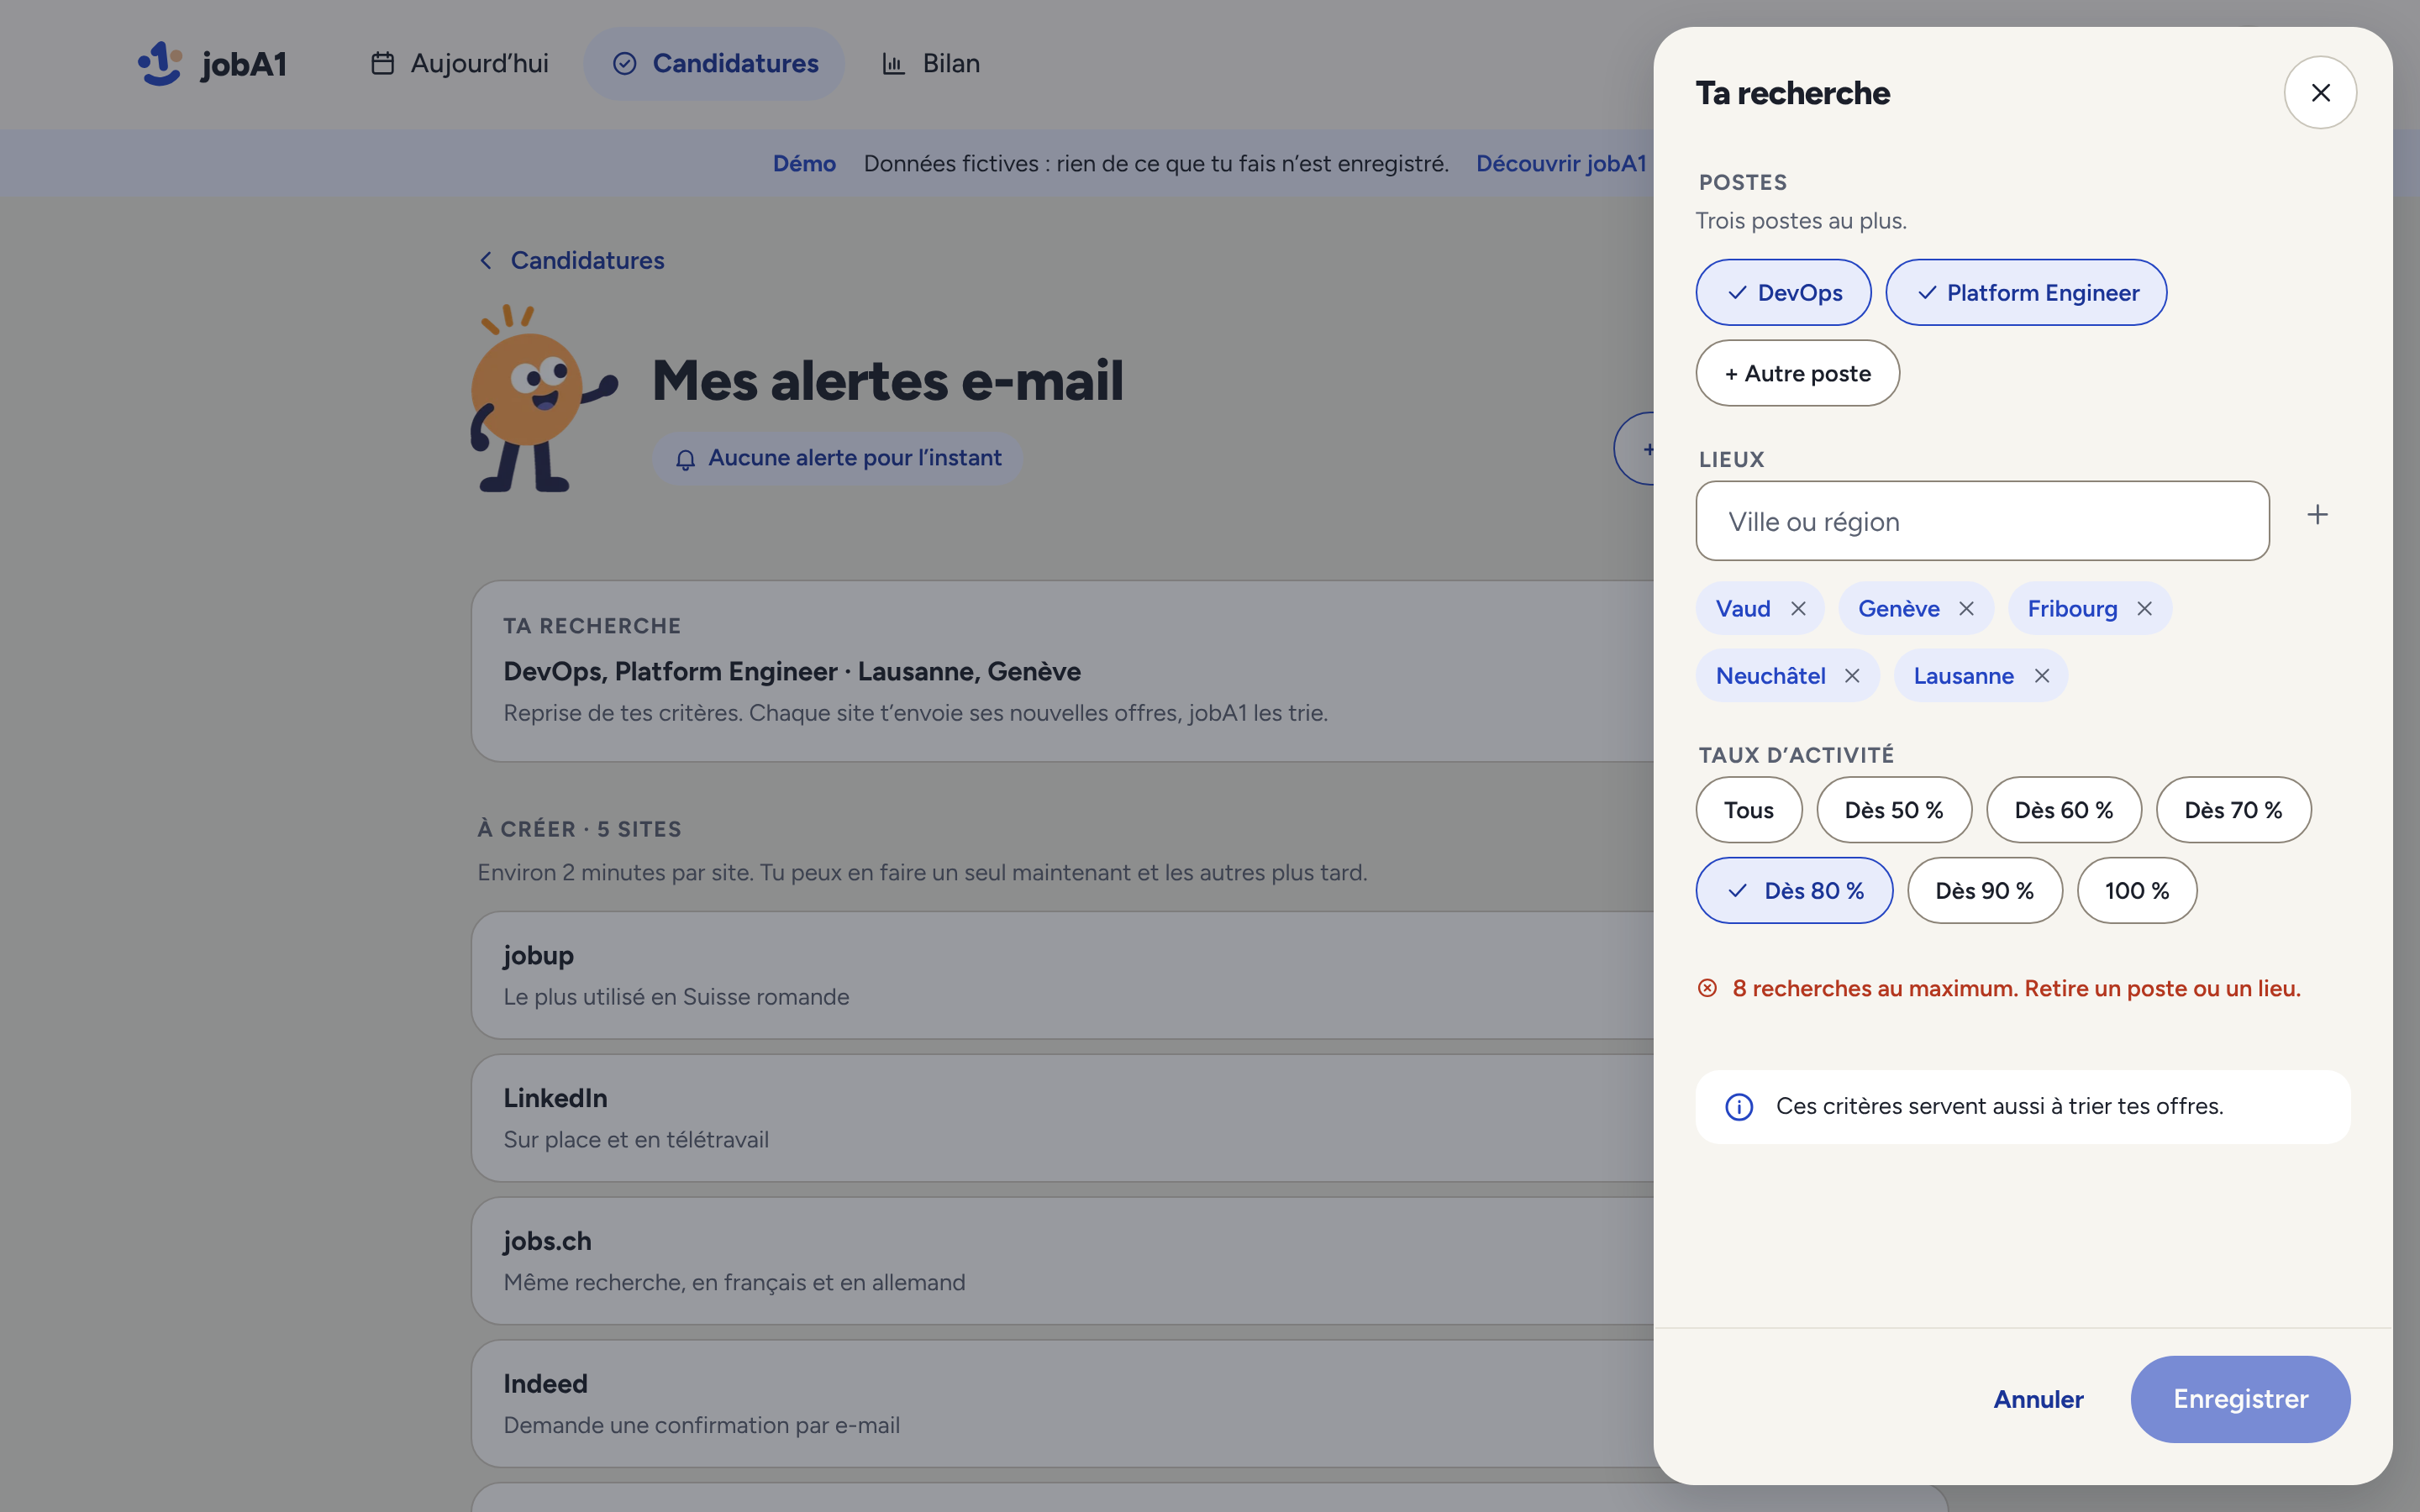 jobA1
Aujourd’hui
Candidatures
Bilan
Démo Données fictives : rien de ce que tu fais n’est enregistré. Découvrir jobA1
Candidatures
Mes alertes e-mail
Aucune alerte pour l’instant
+
TA RECHERCHE
DevOps, Platform Engineer · Lausanne, Genève
Reprise de tes critères. Chaque site t’envoie ses nouvelles offres, jobA1 les trie.
À CRÉER · 5 SITES
Environ 2 minutes par site. Tu peux en faire un seul maintenant et les autres plus tard.
jobup
Le plus utilisé en Suisse romande
LinkedIn
Sur place et en télétravail
jobs.ch
Même recherche, en français et en allemand
Indeed
Demande une confirmation par e-mail
Ta recherche
POSTES
Trois postes au plus.
DevOps
Platform Engineer
+ Autre poste
LIEUX
Ville ou région
Vaud
Genève
Fribourg
Neuchâtel
Lausanne
TAUX D’ACTIVITÉ
Tous
Dès 50 %
Dès 60 %
Dès 70 %
Dès 80 %
Dès 90 %
100 %
8 recherches au maximum. Retire un poste ou un lieu.
Ces critères servent aussi à trier tes offres.
Annuler
Enregistrer